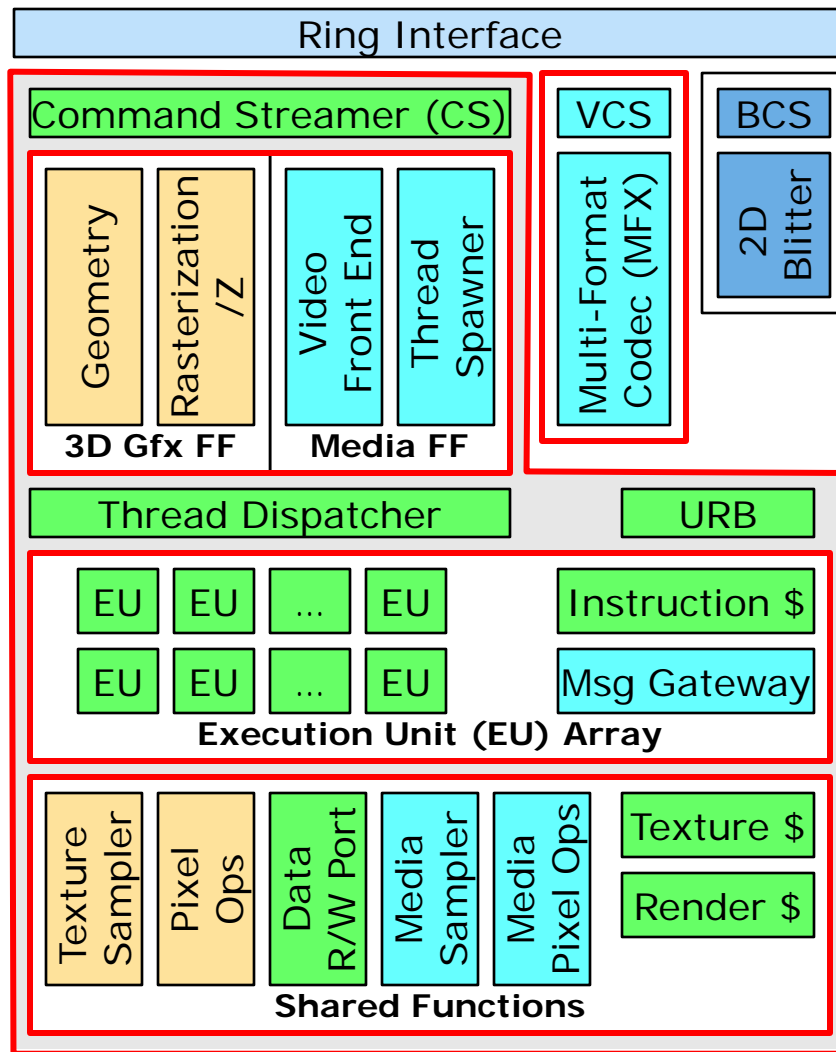 Ring Interface
Command Streamer (CS)
VCS
BCS
Geometry
Rasterization
/Z
Video
Front End
Thread
Spawner
Multi-Format
Codec (MFX)
2D
Blitter
3D Gfx FF
Media FF
Thread Dispatcher
URB
EU
EU
...
EU
Instruction $
EU
EU
...
EU
Msg Gateway
Execution Unit (EU) Array
Texture
Sampler
Pixel
Ops
Data
R/W Port
Media
Sampler
Media
Pixel Ops
Texture $
Render $
Shared Functions